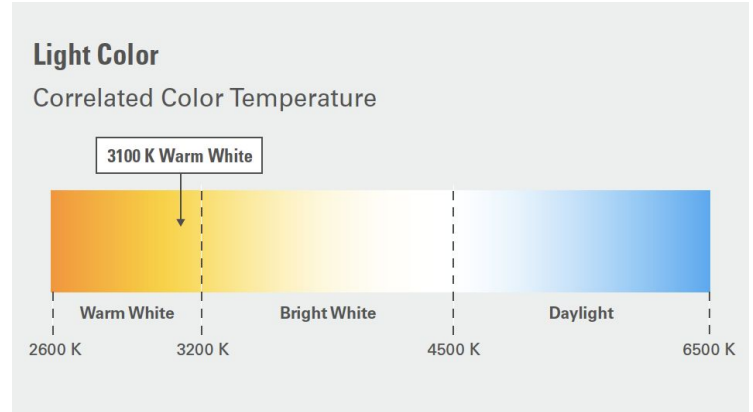 Light Color
Correlated Color Temperature
3100 K Warm White
Warm White
Bright White
Daylight
2600 K
3200 K
4500 K
6500 K